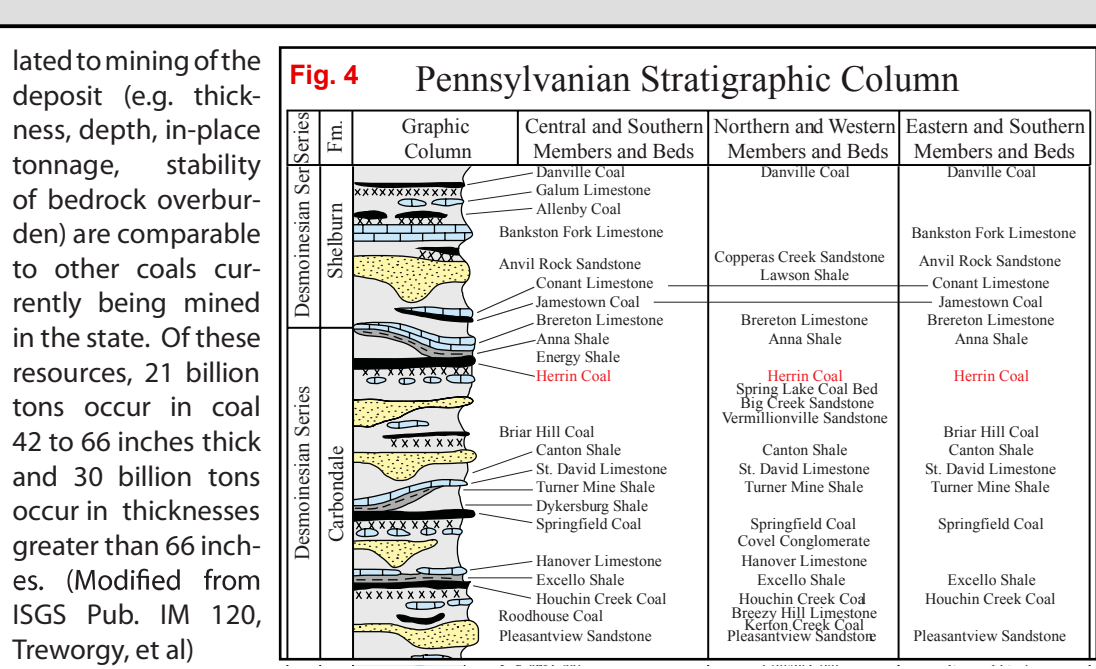 lated to mining of the
deposit (e.g. thick-
ness, depth, in-place
tonnage, stability
of bedrock overbur-
den) are comparable
to other coals cur-
rently being mined
in the state. Of these
resources, 21 billion
tons occur in coal
42 to 66 inches thick
and 30 billion tons
occur in thicknesses
greater than 66 inch-
es. (Modified from
ISGS Pub. IM 120,
Treworgy, et al)
Fig. 4
Pennsylvanian Stratigraphic Column
Series
Fm.
Graphic
Column
Central and Southern
Members and Beds
Northern and Western
Members and Beds
Eastern and Southern
Members and Beds
Desmoinesian Series
Shelburn
Desmoinesian Series
Carbondale
Danville Coal
Galum Limestone
Allenby Coal
Bankston Fork Limestone
Anvil Rock Sandstone
Conant Limestone
Jamestown Coal
Brereton Limestone
Anna Shale
Energy Shale
Herrin Coal
Briar Hill Coal
Canton Shale
St. David Limestone
Turner Mine Shale
Dykersburg Shale
Springfield Coal
Hanover Limestone
Excello Shale
Houchin Creek Coal
Roodhouse Coal
Pleasantview Sandstone
Danville Coal
Copperas Creek Sandstone
Lawson Shale
Brereton Limestone
Anna Shale
Herrin Coal
Spring Lake Coal Bed
Big Creek Sandstone
Vermillionville Sandstone
Canton Shale
St. David Limestone
Turner Mine Shale
Springfield Coal
Covel Conglomerate
Hanover Limestone
Excello Shale
Houchin Creek Coal
Breezy Hill Limestone
Kerton Creek Coal
Pleasantview Sandstone
Danville Coal
Bankston Fork Limestone
Anvil Rock Sandstone
Conant Limestone
Jamestown Coal
Brereton Limestone
Anna Shale
Herrin Coal
Briar Hill Coal
Canton Shale
St. David Limestone
Turner Mine Shale
Springfield Coal
Excello Shale
Houchin Creek Coal
Pleasantview Sandstone